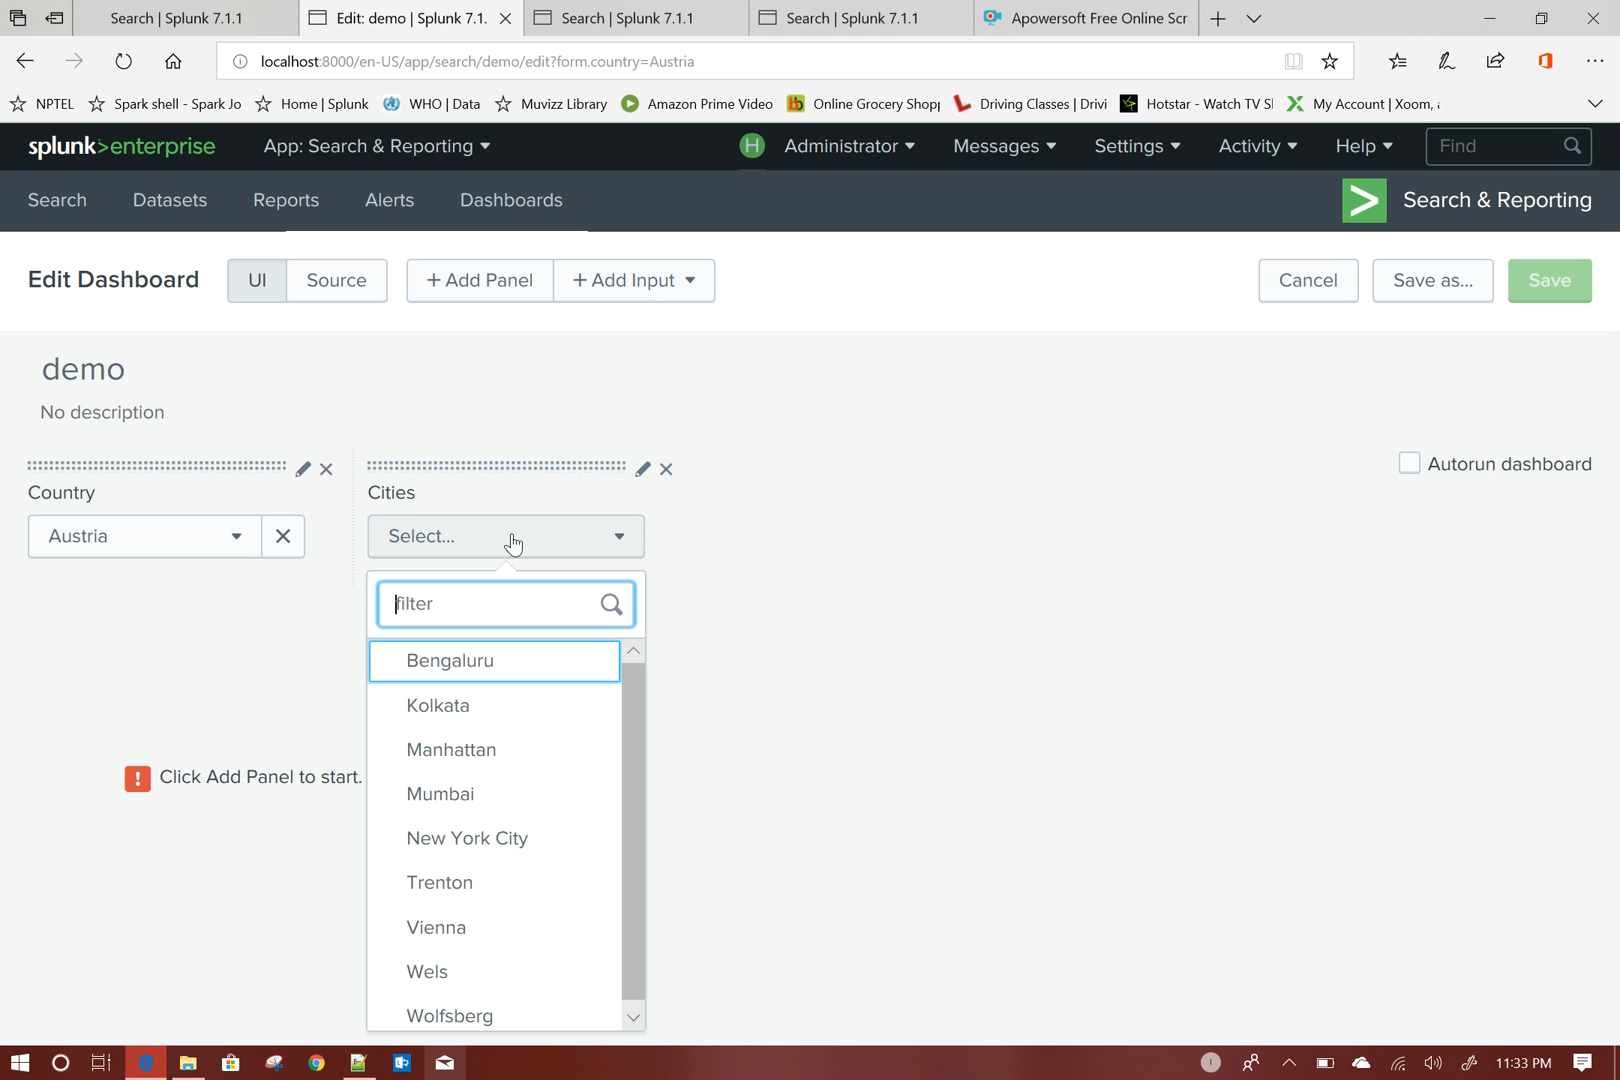 Search | Splunk 7.1.1
Edit: demo | Splunk 7.1.
Search | Splunk 7.1.1
Search | Splunk 7.1.1
Apowersoft Free Online Scr
localhost:8000/en-US/app/search/demo/edit?form.country=Austria
NPTEL
Spark shell - Spark Jo
Home | Splunk
WHO | Data
Muvizz Library
Amazon Prime Video
Online Grocery Shopp
Driving Classes | Drivi
Hotstar - Watch TV S
My Account | Xoom, a
splunk>enterprise
App: Search & Reporting
H
Administrator
Messages
Settings
Activity
Help
Find
Search
Datasets
Reports
Alerts
Dashboards
Search & Reporting
Edit Dashboard
UI
Source
+ Add Panel
+ Add Input
Cancel
Save as...
Save
demo
No description
Autorun dashboard
Country
Cities
Austria
Select...
filter
Bengaluru
Kolkata
Manhattan
! Click Add Panel to start.
Mumbai
New York City
Trenton
Vienna
Wels
Wolfsberg
11:33 PM